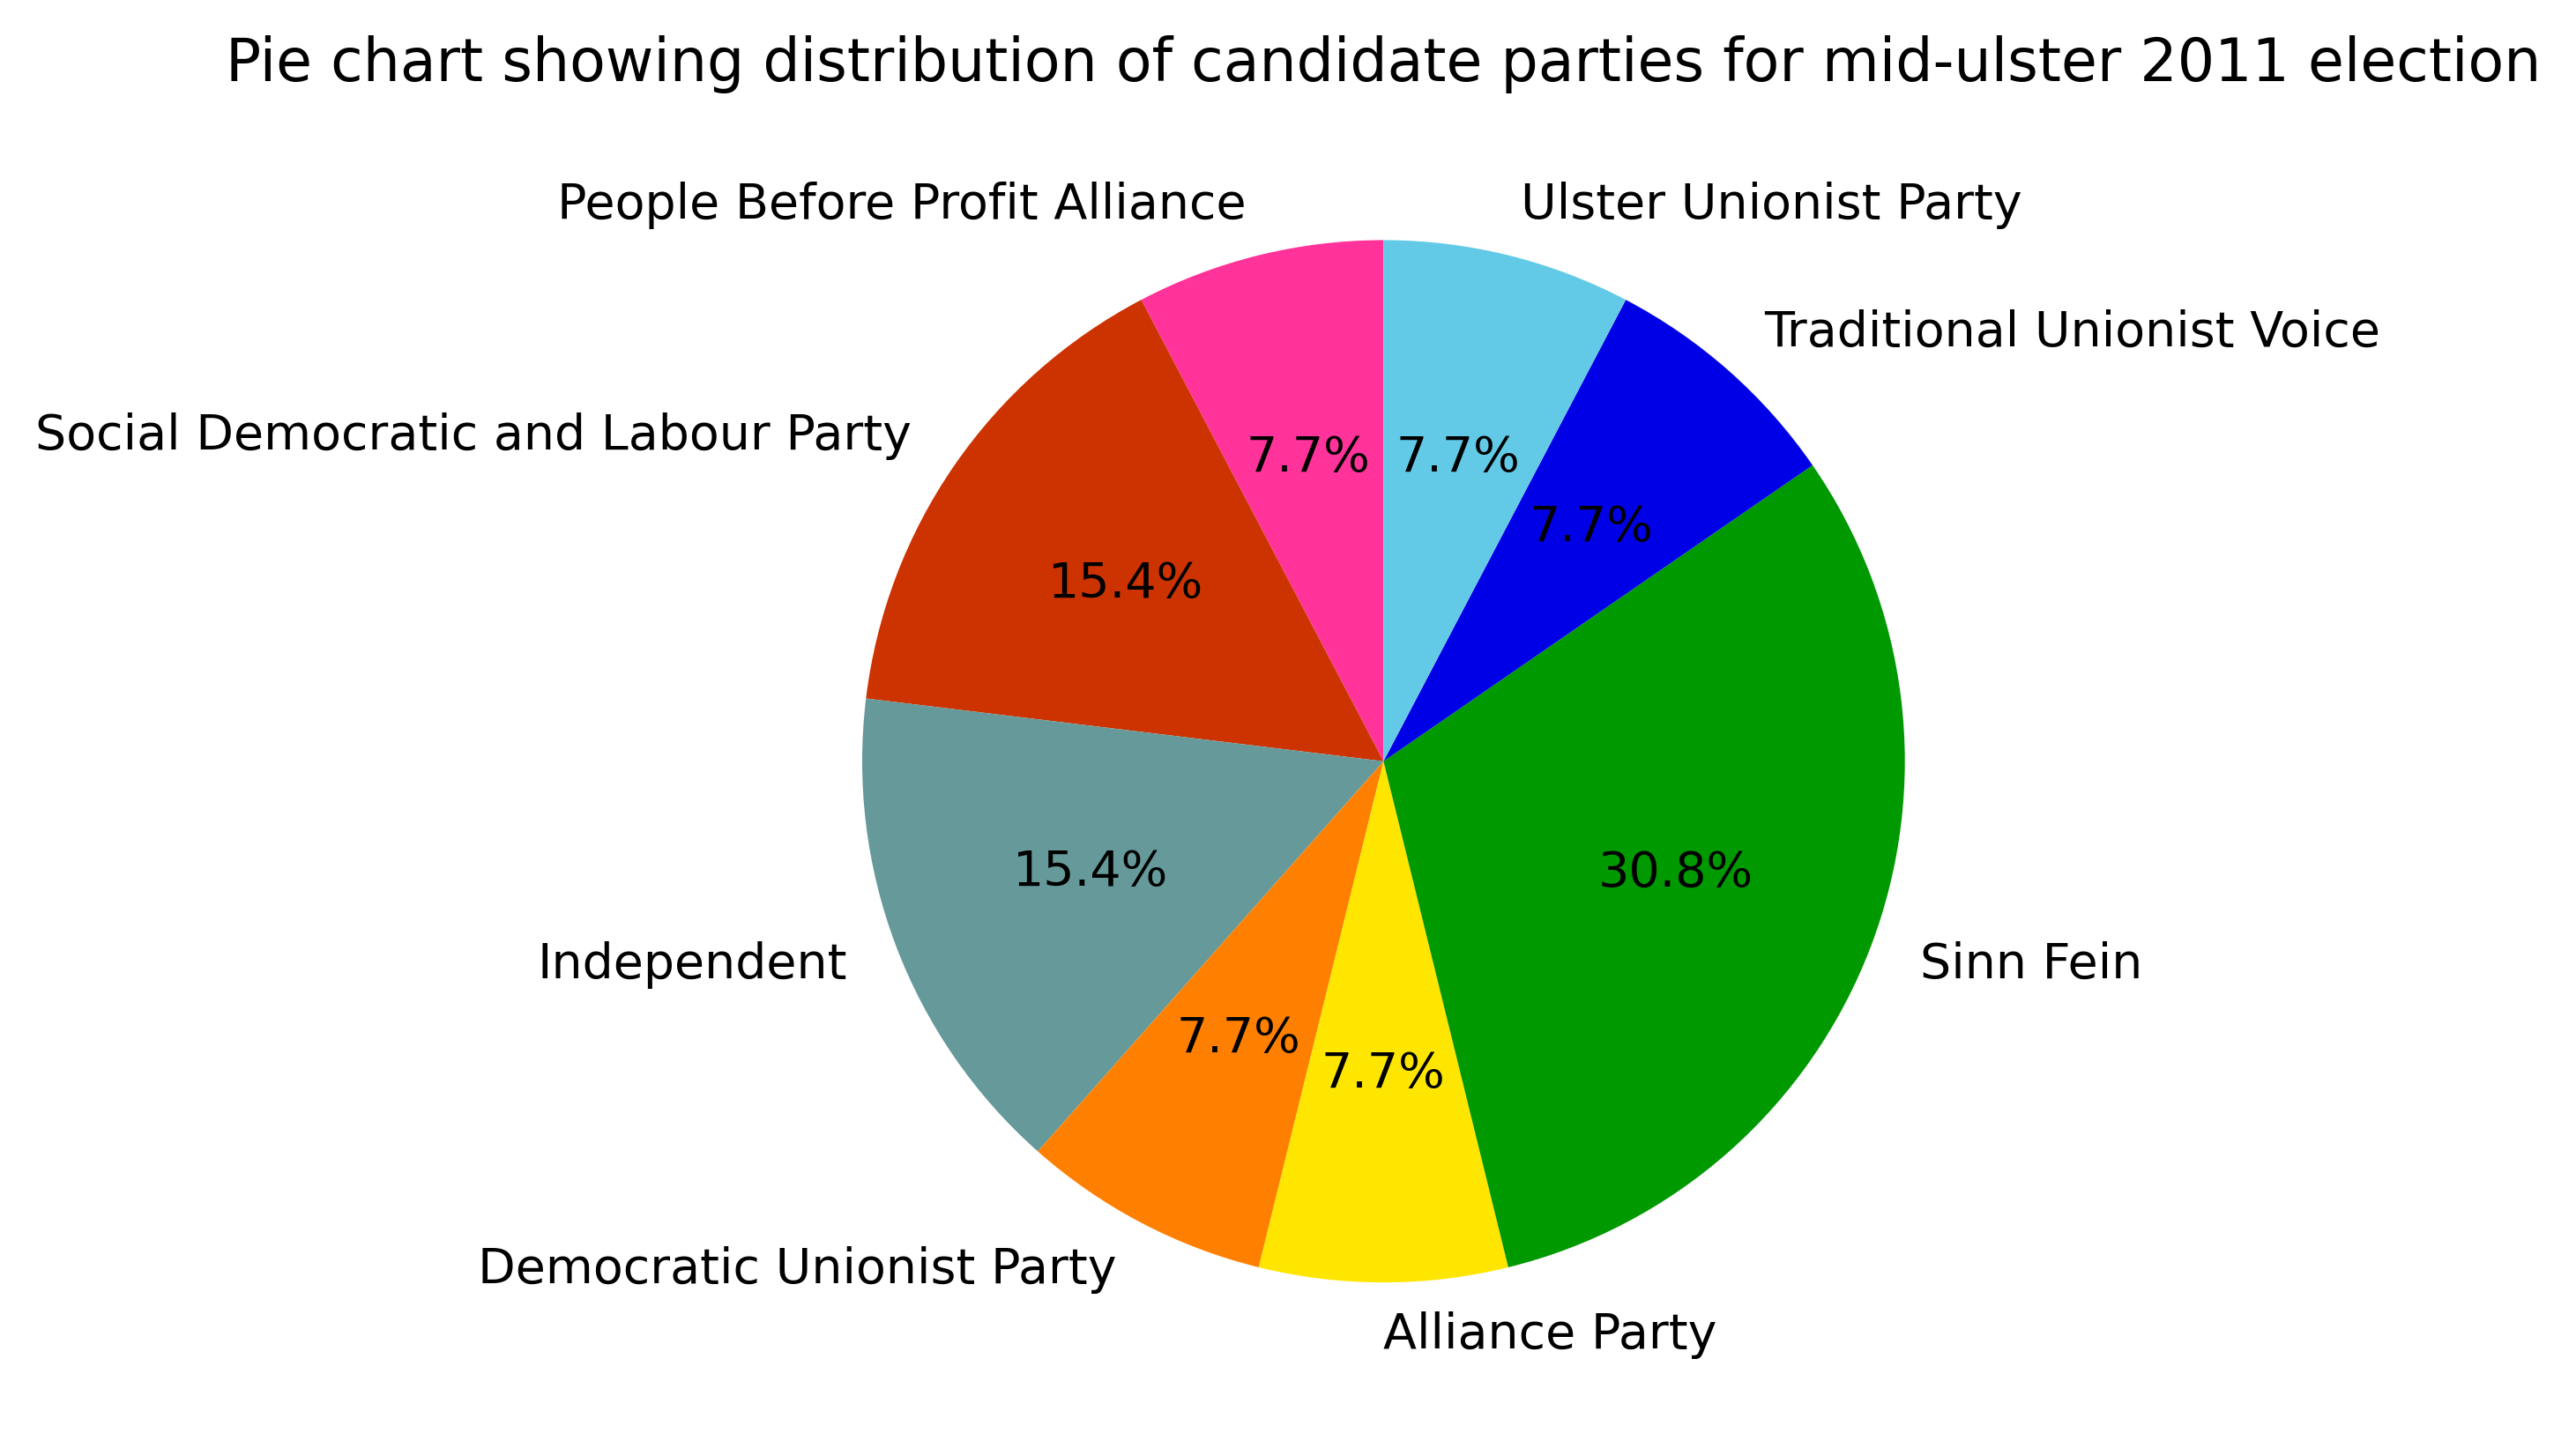 Pie chart showing distribution of candidate parties for mid-ulster 2011 election
People Before Profit Alliance
Ulster Unionist Party
Traditional Unionist Voice
Social Democratic and Labour Party
7.7%
7.7%
7.7%
15.4%
15.4%
30.8%
Independent
Sinn Fein
7.7%
7.7%
Democratic Unionist Party
Alliance Party